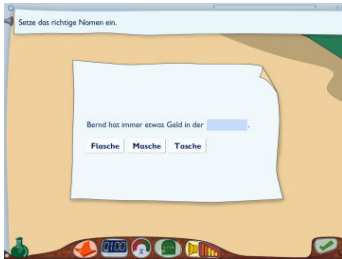 Setze das richtige Nomen ein.
Bernd hat immer etwas Geld in der .
Flasche Masche Tasche